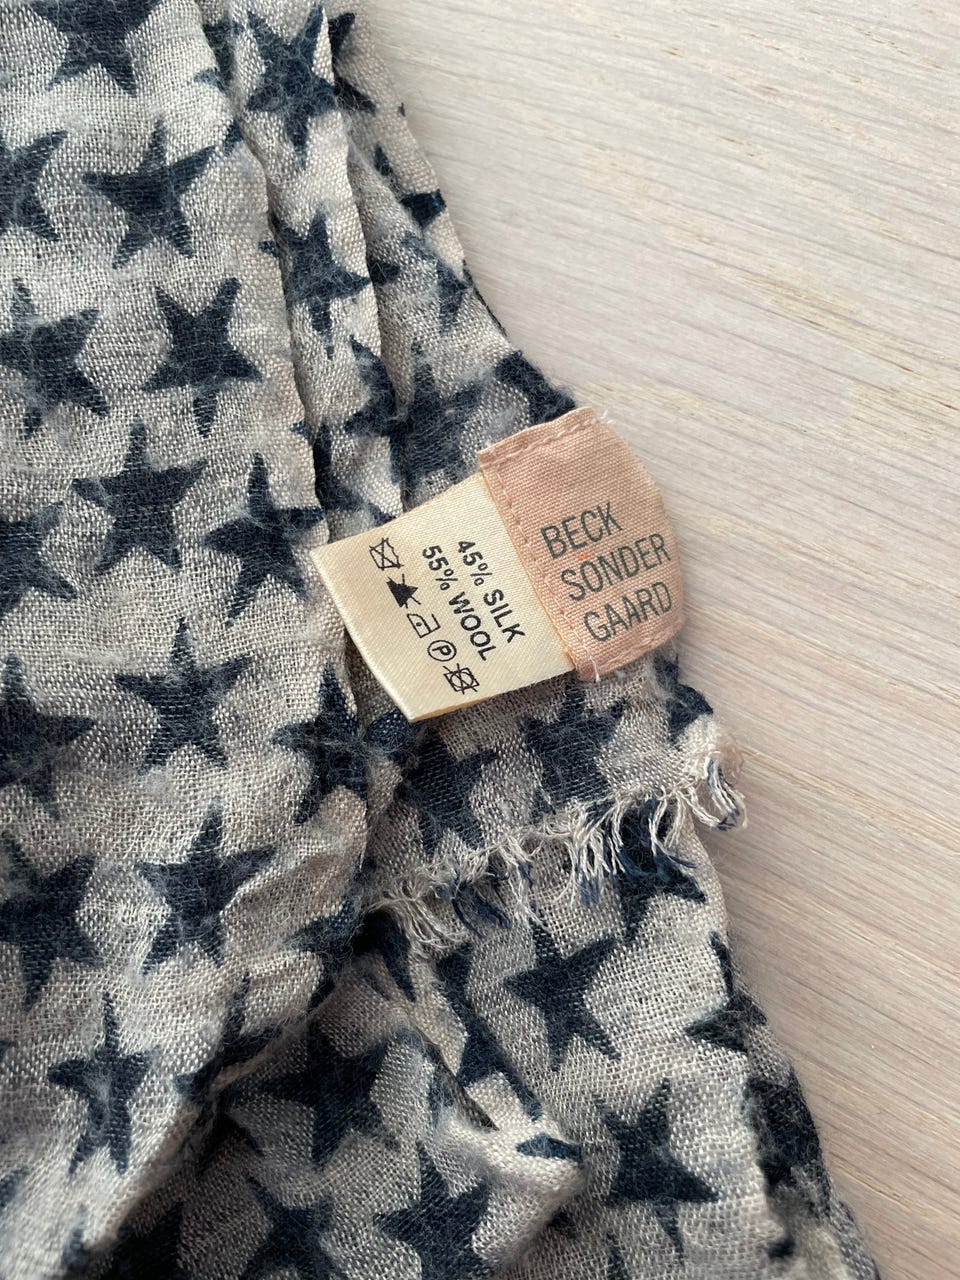 BECK
SONDER
GAARD
45% SILK
55% WOOL
P